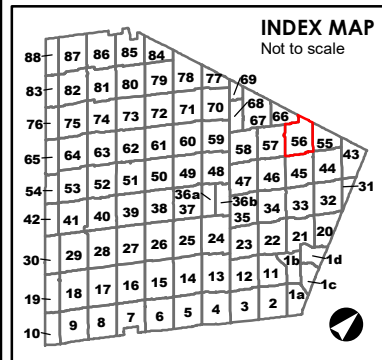 INDEX MAP
Not to scale
88 87 86 85 84
83 82 81 80 79 78 77 69
76 75 74 73 72 71 70 68 67 66
65 64 63 62 61 60 59 58 57 56 55 43
54 53 52 51 50 49 48 47 46 45 44 31
42 41 40 39 38 36a 37 36b 35 34 33 32
30 29 28 27 26 25 24 23 22 21 20
19 18 17 16 15 14 13 12 11 1b 1d
10 9 8 7 6 5 4 3 2 1a 1c